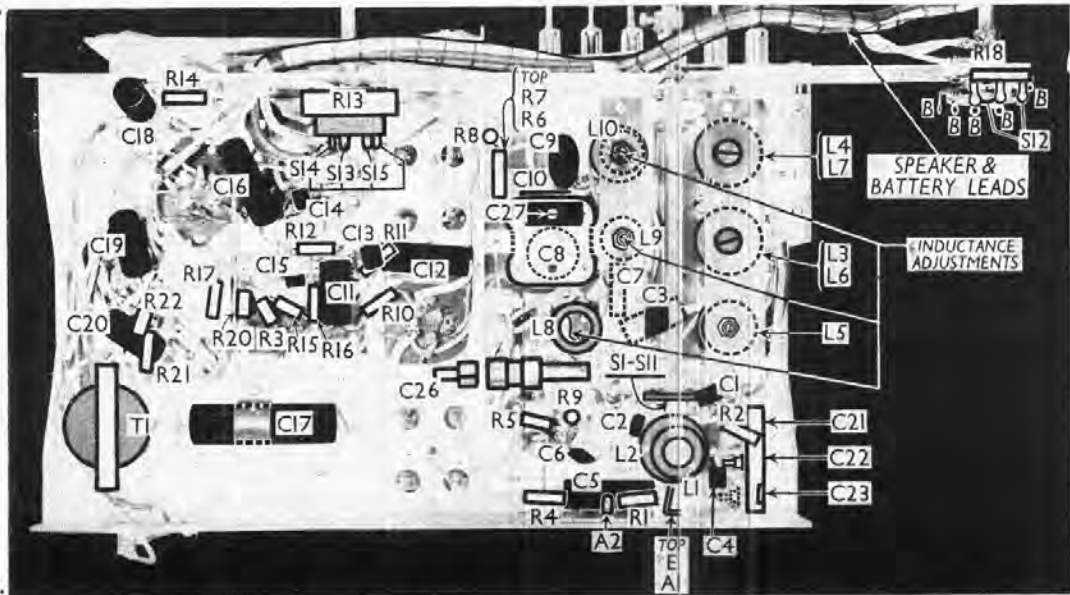 R14
R13
TOP
R7
R6
R18
C18
R8
C9
L10
B B B B B
S12
L4
L7
SPEAKER &
BATTERY LEADS
S14 S13 S15
C16
C14
C10
C27
R12
C13
R11
C12
C8
L9
L3
L6
INDUCTANCE
ADJUSTMENTS
C19
C15
C11
C7
C3
R17
R22
R10
L8
L5
C20
R20
R3
R15
R16
R21
S1-S11
C26
R9
C1
T1
C17
R5
C2
R2
C21
C6
L2
L1
C22
C5
C23
R4
R1
A2
C4
TOP
E
A